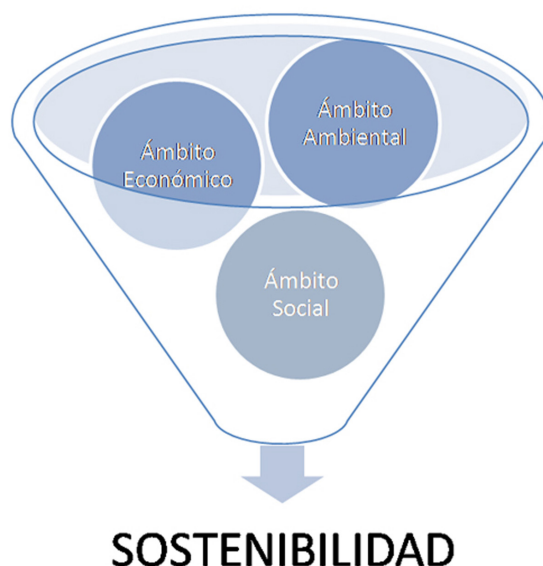 Ámbito
Ambiental
Ámbito
Económico
Ámbito
Social
SOSTENIBILIDAD